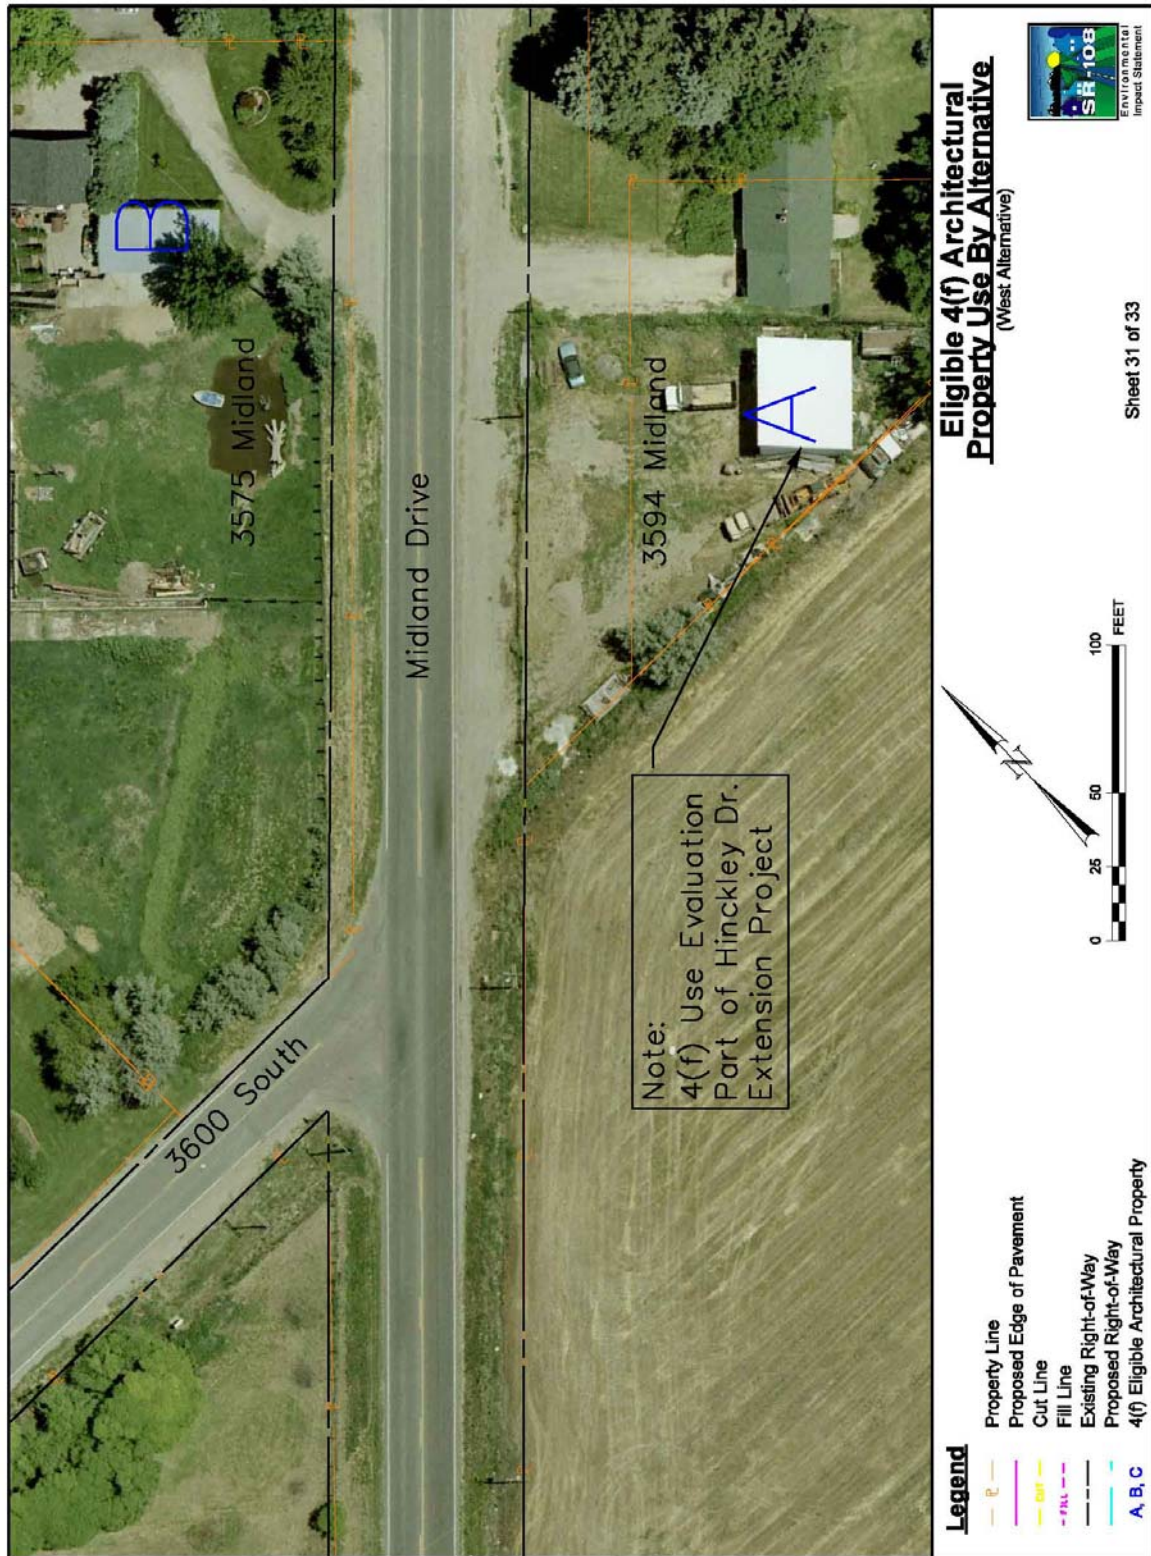 B
3575 Midland
Midland Drive
3600 South
3594 Midland
A
Note:
4(f) Use Evaluation
Part of Hinckley Dr.
Extension Project
Legend
Property Line
Proposed Edge of Pavement
CUT Cut Line
FILL Fill Line
Existing Right-of-Way
Proposed Right-of-Way
A, B, C 4(f) Eligible Architectural Property
0 25 50 100
FEET
N
Eligible 4(f) Architectural
Property Use By Alternative
(West Alternative)
Sheet 31 of 33
SR-108
Environmental
Impact Statement